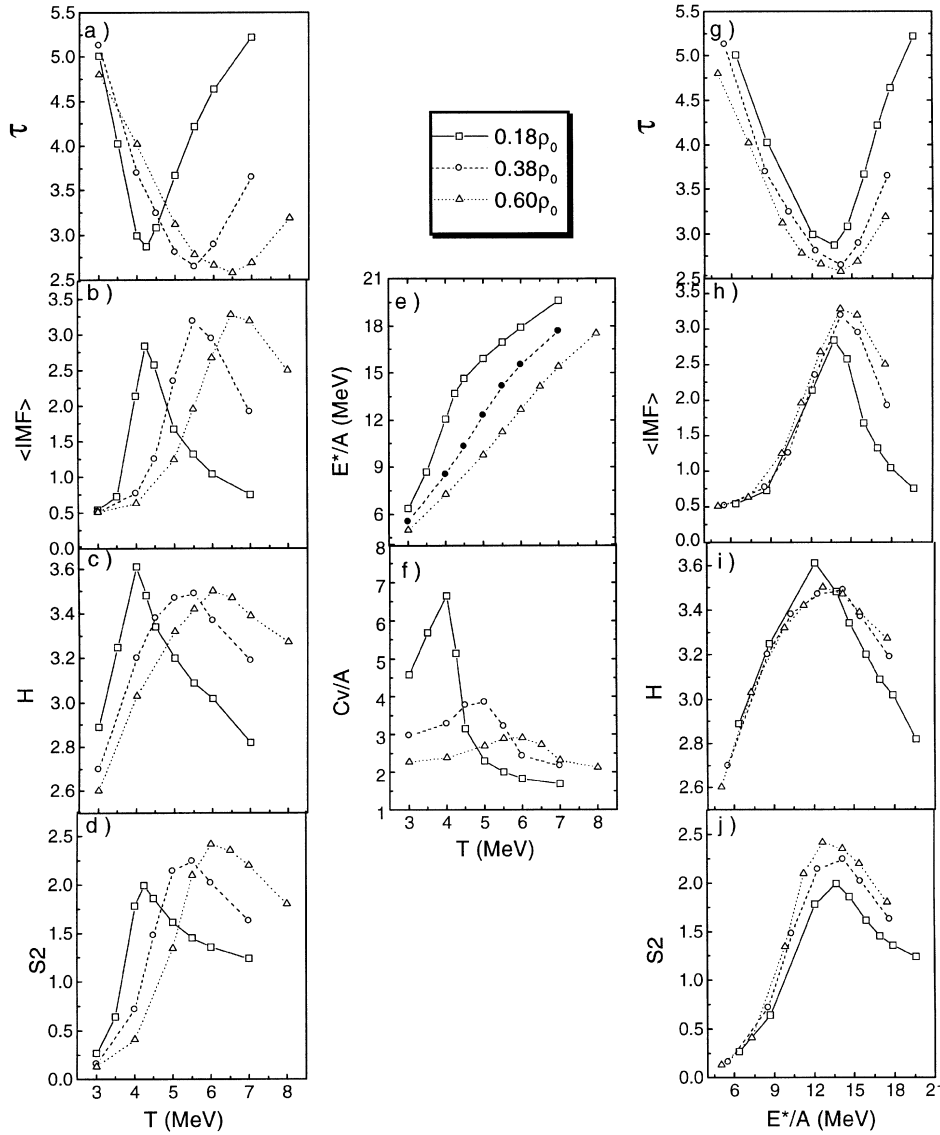 a)
5.5
5.0
4.5
4.0
3.5
3.0
2.5
τ
b)
3.5
3.0
2.5
2.0
1.5
1.0
0.5
0.0
<IMF>
c)
3.6
3.4
3.2
3.0
2.8
2.6
H
d)
2.5
2.0
1.5
1.0
0.5
0.0
S2
3 4 5 6 7 8
T (MeV)
0.18ρ0
0.38ρ0
0.60ρ0
e)
21
18
15
12
9
6
E*/A (MeV)
f)
8
7
6
5
4
3
2
1
Cv/A
3 4 5 6 7 8
T (MeV)
g)
5.5
5.0
4.5
4.0
3.5
3.0
2.5
τ
h)
3.5
3.0
2.5
2.0
1.5
1.0
0.5
0.0
<IMF>
i)
3.6
3.4
3.2
3.0
2.8
2.6
H
j)
2.5
2.0
1.5
1.0
0.5
0.0
S2
6 9 12 15 18
E*/A (MeV)